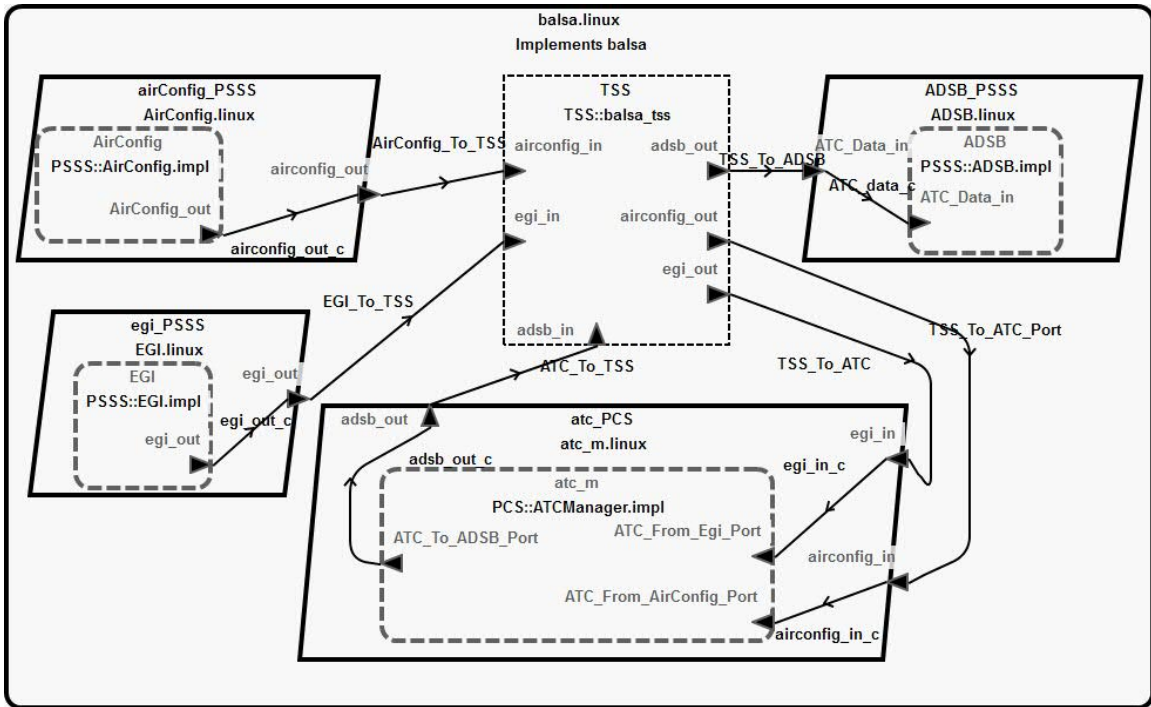 balsa.linux
Implements balsa
airConfig_PSSS
AirConfig.linux
AirConfig
PSSS::AirConfig.impl
AirConfig_out
airconfig_out
airconfig_out_c
AirConfig_To_TSS
TSS
TSS::balsa_tss
airconfig_in
adsb_out
egi_in
airconfig_out
egi_out
adsb_in
TSS_To_ADSB
ADSB_PSSS
ADSB.linux
ATC_Data_in
ADSB
PSSS::ADSB.impl
ATC_data_c
ATC_Data_in
EGI_To_TSS
egi_PSSS
EGI.linux
EGI
PSSS::EGI.impl
egi_out
egi_out_c
egi_out
ATC_To_TSS
TSS_To_ATC
TSS_To_ATC_Port
adsb_out
atc_PCS
atc_m.linux
egi_in
adsb_out_c
egi_in_c
atc_m
PCS::ATCManager.impl
ATC_To_ADSB_Port
ATC_From_Egi_Port
airconfig_in
ATC_From_AirConfig_Port
airconfig_in_c